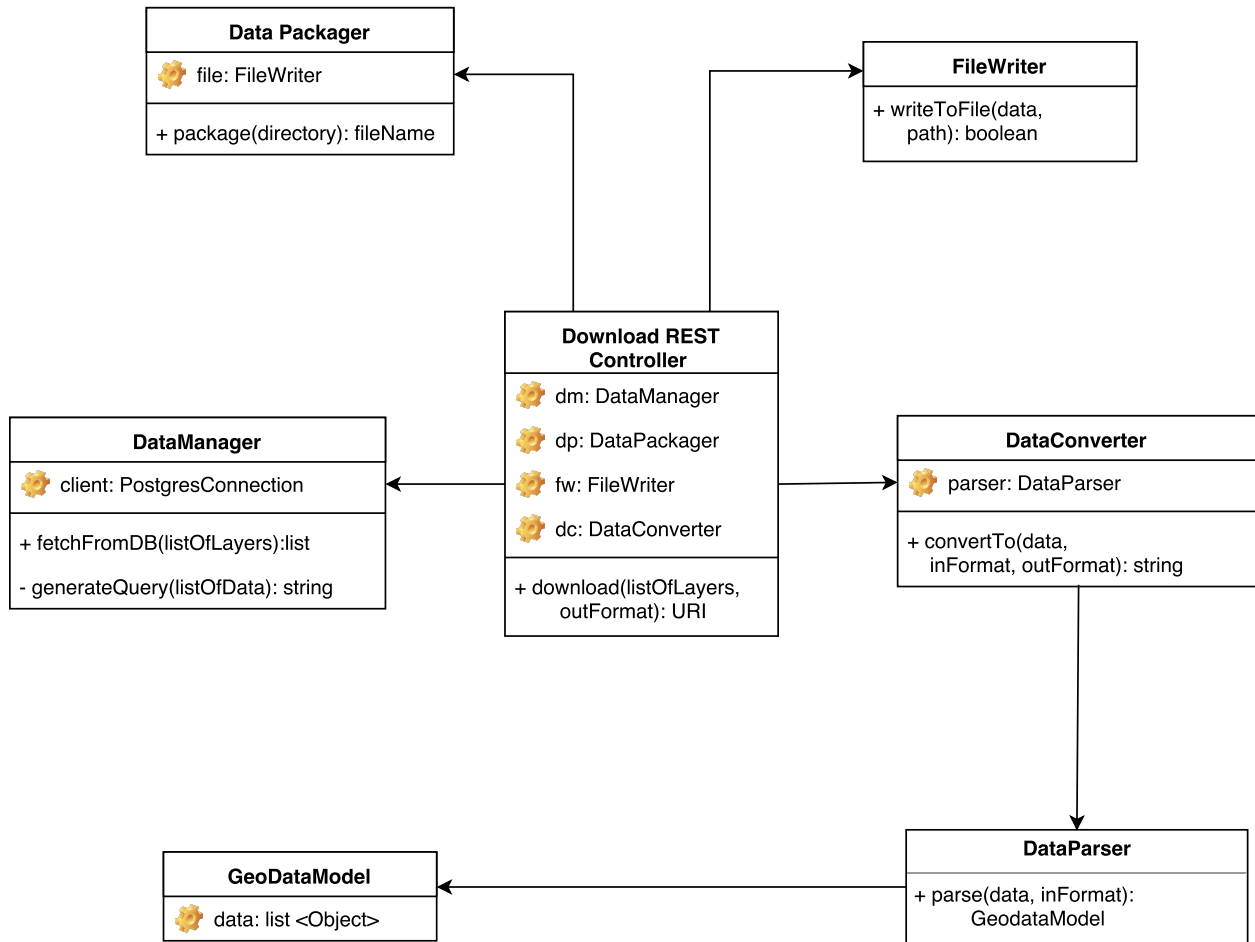 Data Packager
file: FileWriter
+ package(directory): fileName
FileWriter
+ writeToFile(data,
path): boolean
Download REST
Controller
dm: DataManager
dp: DataPackager
fw: FileWriter
dc: DataConverter
+ download(listOfLayers,
outFormat): URI
DataManager
client: PostgresConnection
+ fetchFromDB(listOfLayers):list
- generateQuery(listOfData): string
DataConverter
parser: DataParser
+ convertTo(data,
inFormat, outFormat): string
GeoDataModel
data: list <Object>
DataParser
+ parse(data, inFormat):
GeodataModel